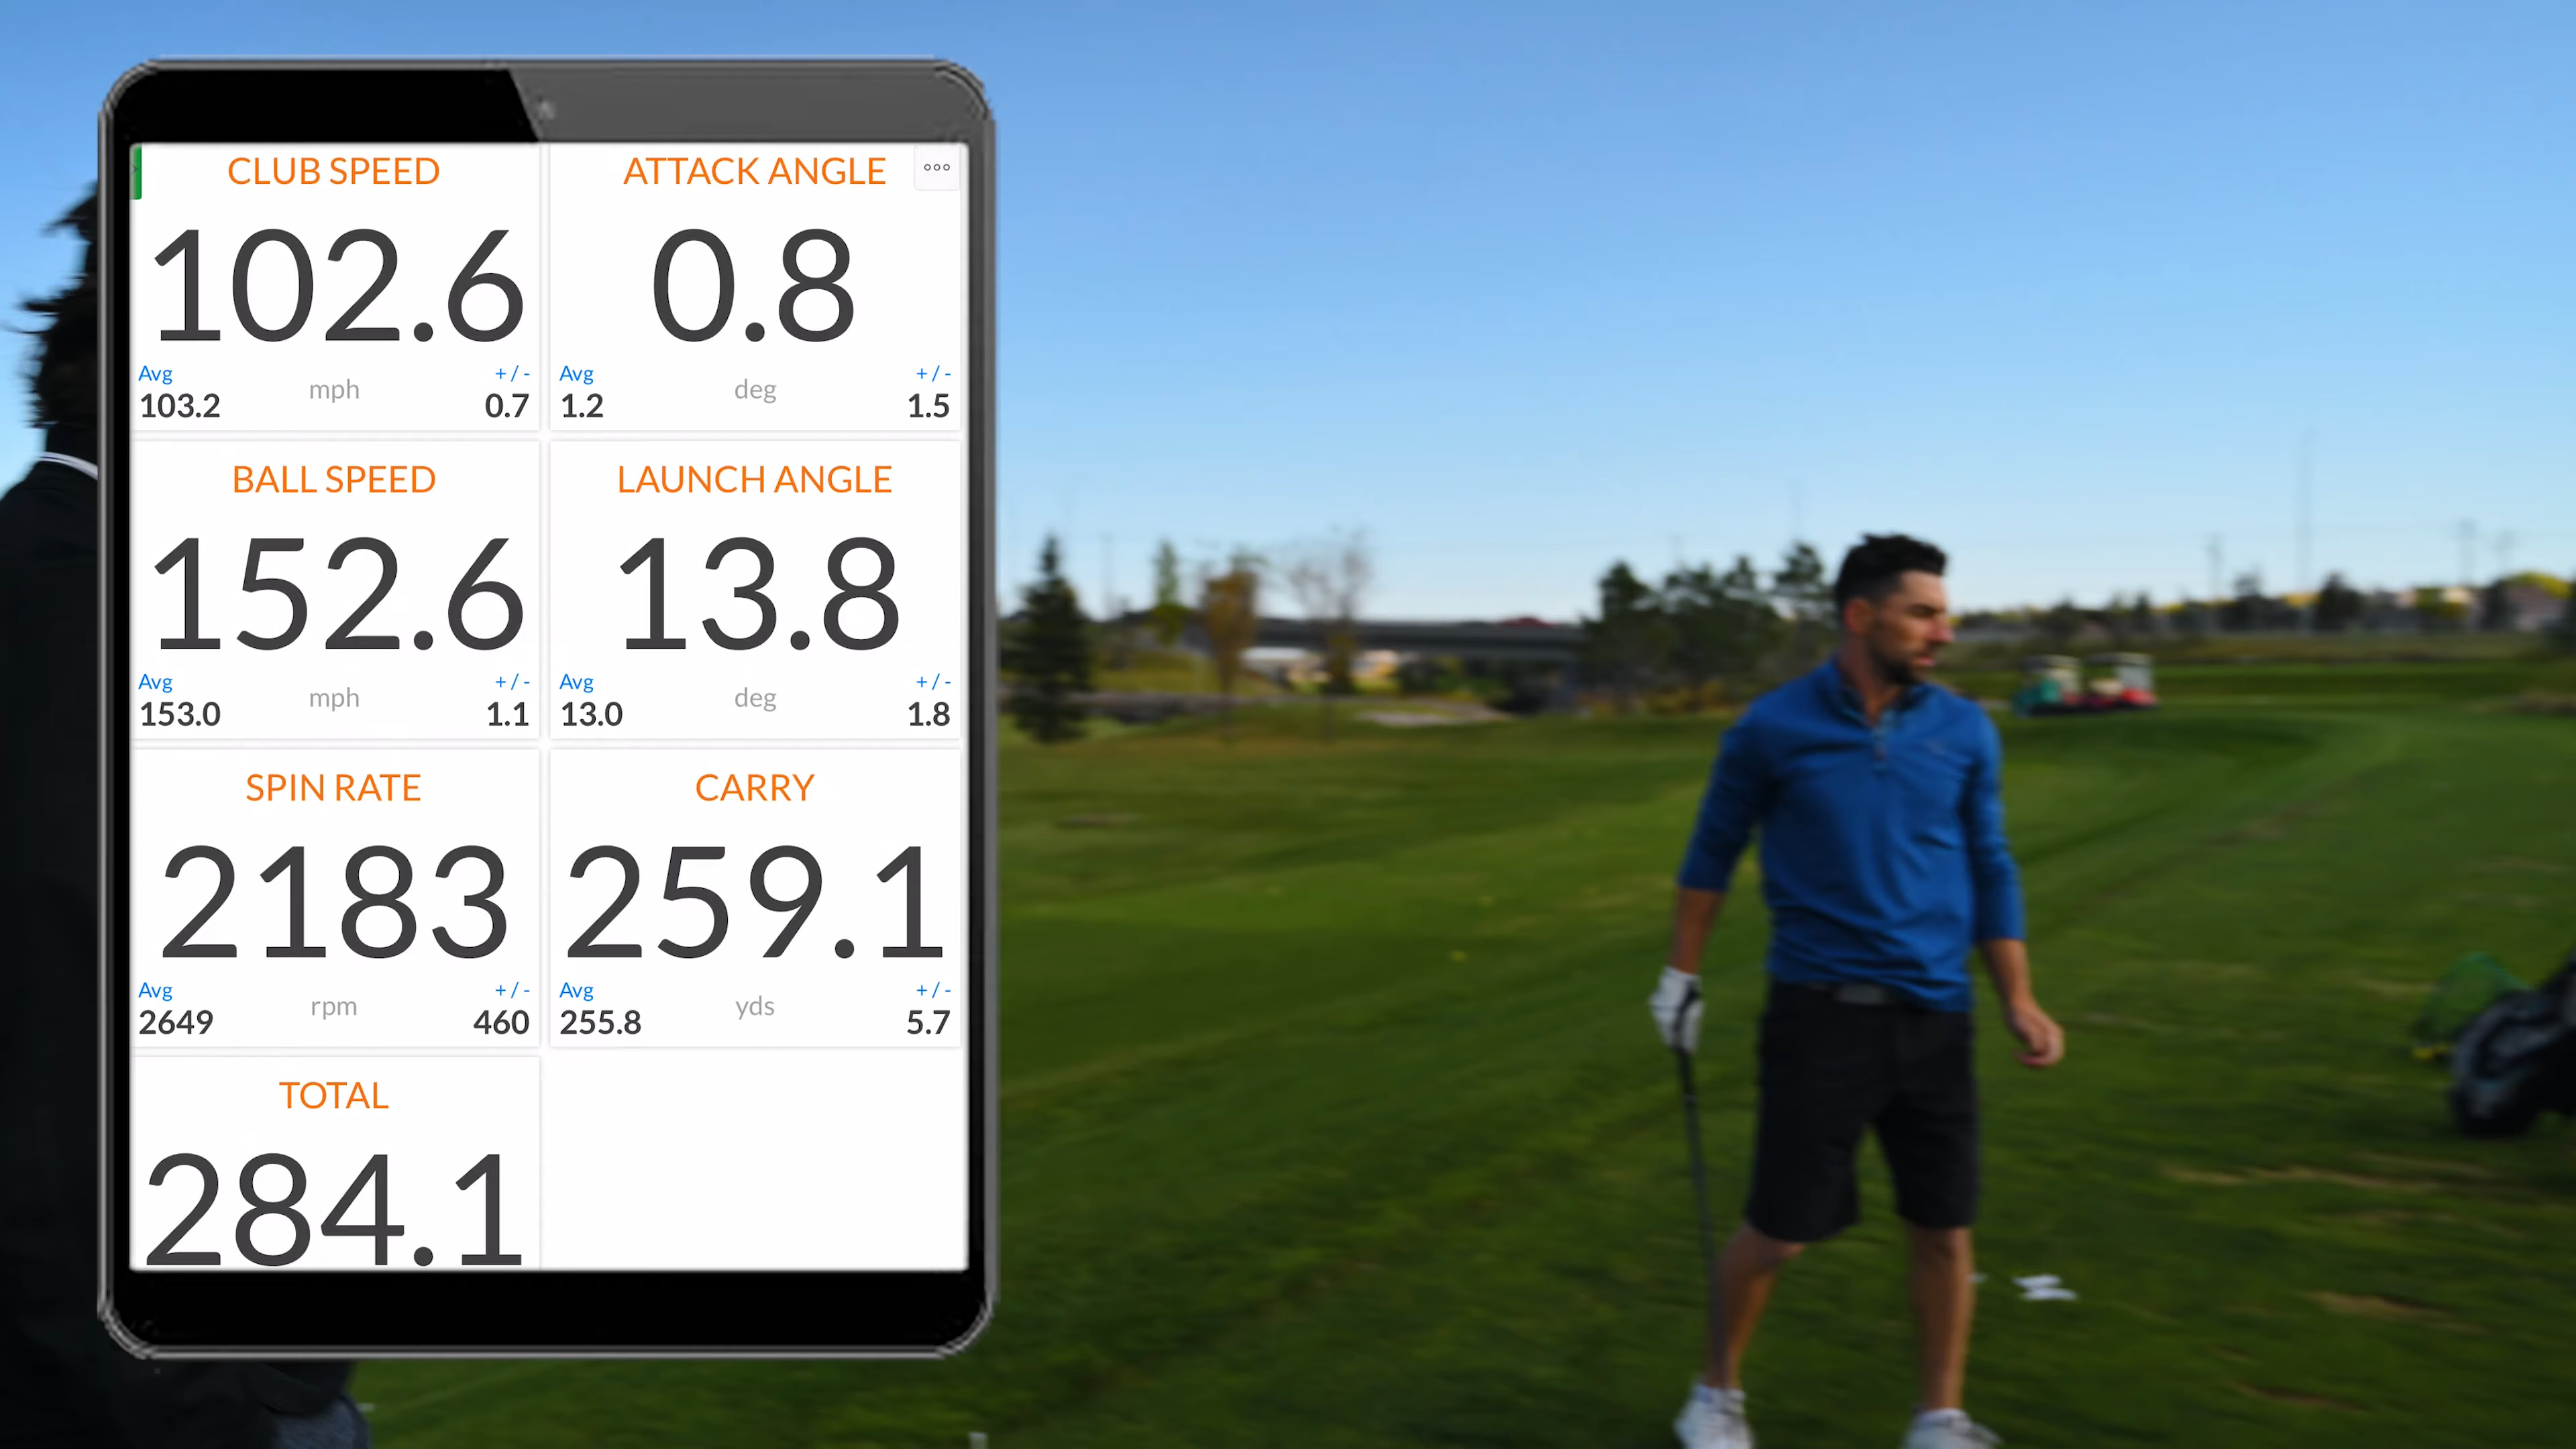 CLUB SPEED
102.6
Avg
mph
+ / -
103.2
0.7
ATTACK ANGLE
ooo
0.8
Avg
deg
+ / -
1.2
1.5
BALL SPEED
152.6
Avg
mph
+ / -
153.0
1.1
LAUNCH ANGLE
13.8
Avg
deg
+ / -
13.0
1.8
SPIN RATE
2183
Avg
rpm
+ / -
2649
460
CARRY
259.1
Avg
yds
+ / -
255.8
5.7
TOTAL
284.1